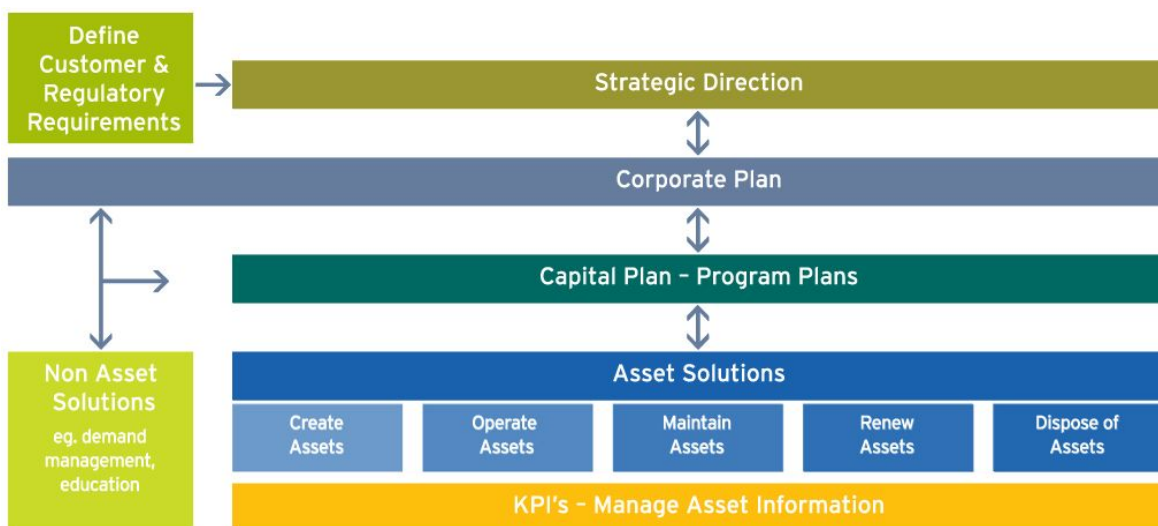 Define
Customer &
Regulatory
Requirements
Strategic Direction
Corporate Plan
Capital Plan – Program Plans
Non Asset
Solutions
eg. demand
management,
education
Asset Solutions
Create
Assets
Operate
Assets
Maintain
Assets
Renew
Assets
Dispose of
Assets
KPI's – Manage Asset Information